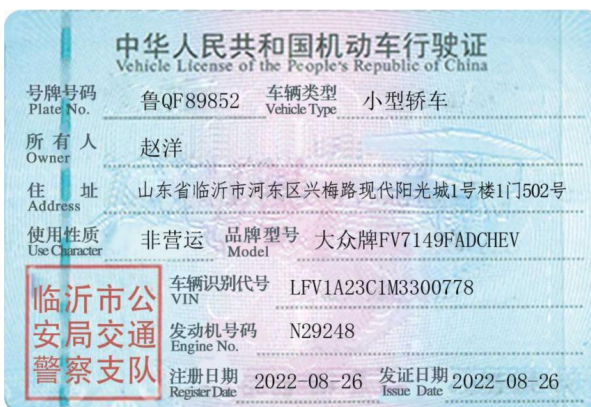 中华人民共和国机动车行驶证
Vehicle License of the People's Republic of China
号牌号码 鲁QF89852 车辆类型 小型轿车
Plate No. Vehicle Type
所有人 赵洋
Owner
住址 山东省临沂市河东区兴梅路现代阳光城1号楼1门502号
Address
使用性质 非营运 品牌型号 大众牌FV7149FADCHEV
Use Character Model
车辆识别代号 LFV1A23C1M3300778
VIN
发动机号码 N29248
Engine No.
注册日期 2022-08-26 发证日期 2022-08-26
Register Date Issue Date
临沂市公
安局交通
警察支队